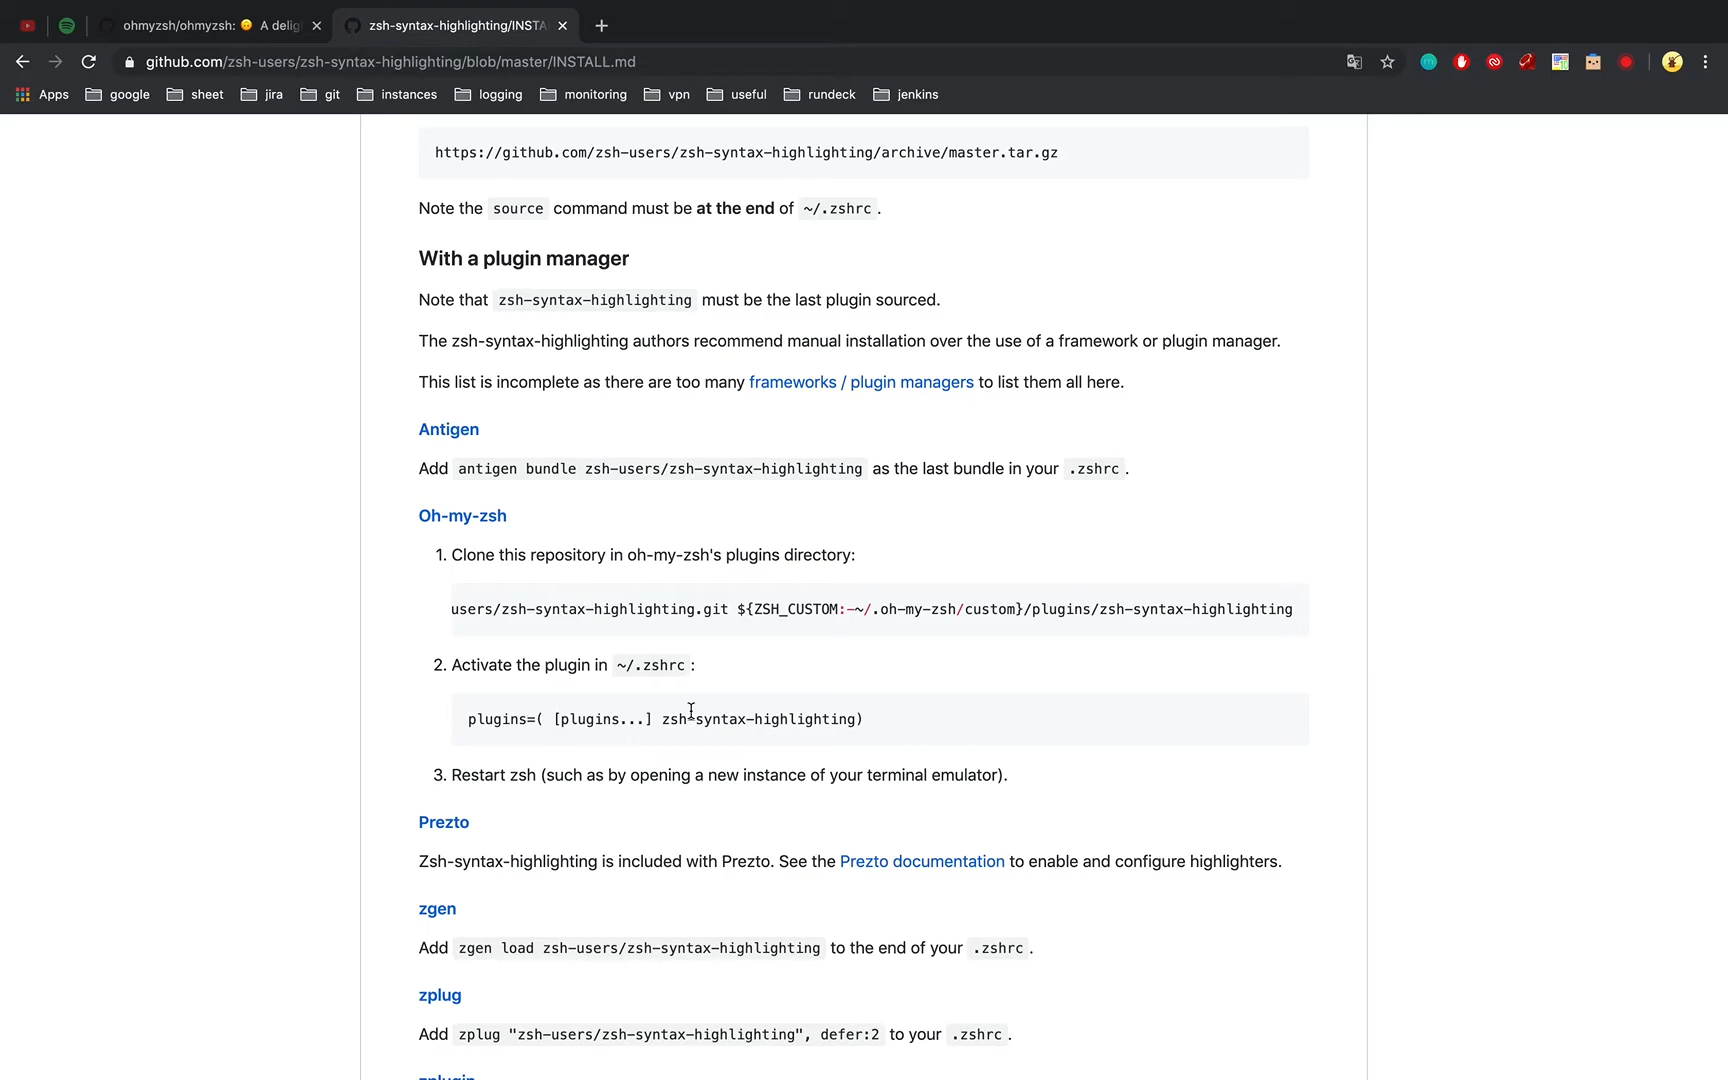 ohmyzsh/ohmyzsh: 🙃 A delig
zsh-syntax-highlighting/INSTA
github.com/zsh-users/zsh-syntax-highlighting/blob/master/INSTALL.md
Apps google sheet jira git instances logging monitoring vpn useful rundeck jenkins
https://github.com/zsh-users/zsh-syntax-highlighting/archive/master.tar.gz
Note the source command must be at the end of ~/.zshrc .
With a plugin manager
Note that zsh-syntax-highlighting must be the last plugin sourced.
The zsh-syntax-highlighting authors recommend manual installation over the use of a framework or plugin manager.
This list is incomplete as there are too many frameworks / plugin managers to list them all here.
Antigen
Add antigen bundle zsh-users/zsh-syntax-highlighting as the last bundle in your .zshrc .
Oh-my-zsh
1. Clone this repository in oh-my-zsh's plugins directory:
users/zsh-syntax-highlighting.git ${ZSH_CUSTOM:-~/.oh-my-zsh/custom}/plugins/zsh-syntax-highlighting
2. Activate the plugin in ~/.zshrc :
plugins=( [plugins...] zsh-syntax-highlighting)
3. Restart zsh (such as by opening a new instance of your terminal emulator).
Prezto
Zsh-syntax-highlighting is included with Prezto. See the Prezto documentation to enable and configure highlighters.
zgen
Add zgen load zsh-users/zsh-syntax-highlighting to the end of your .zshrc .
zplug
Add zplug "zsh-users/zsh-syntax-highlighting", defer:2 to your .zshrc .
zplugin